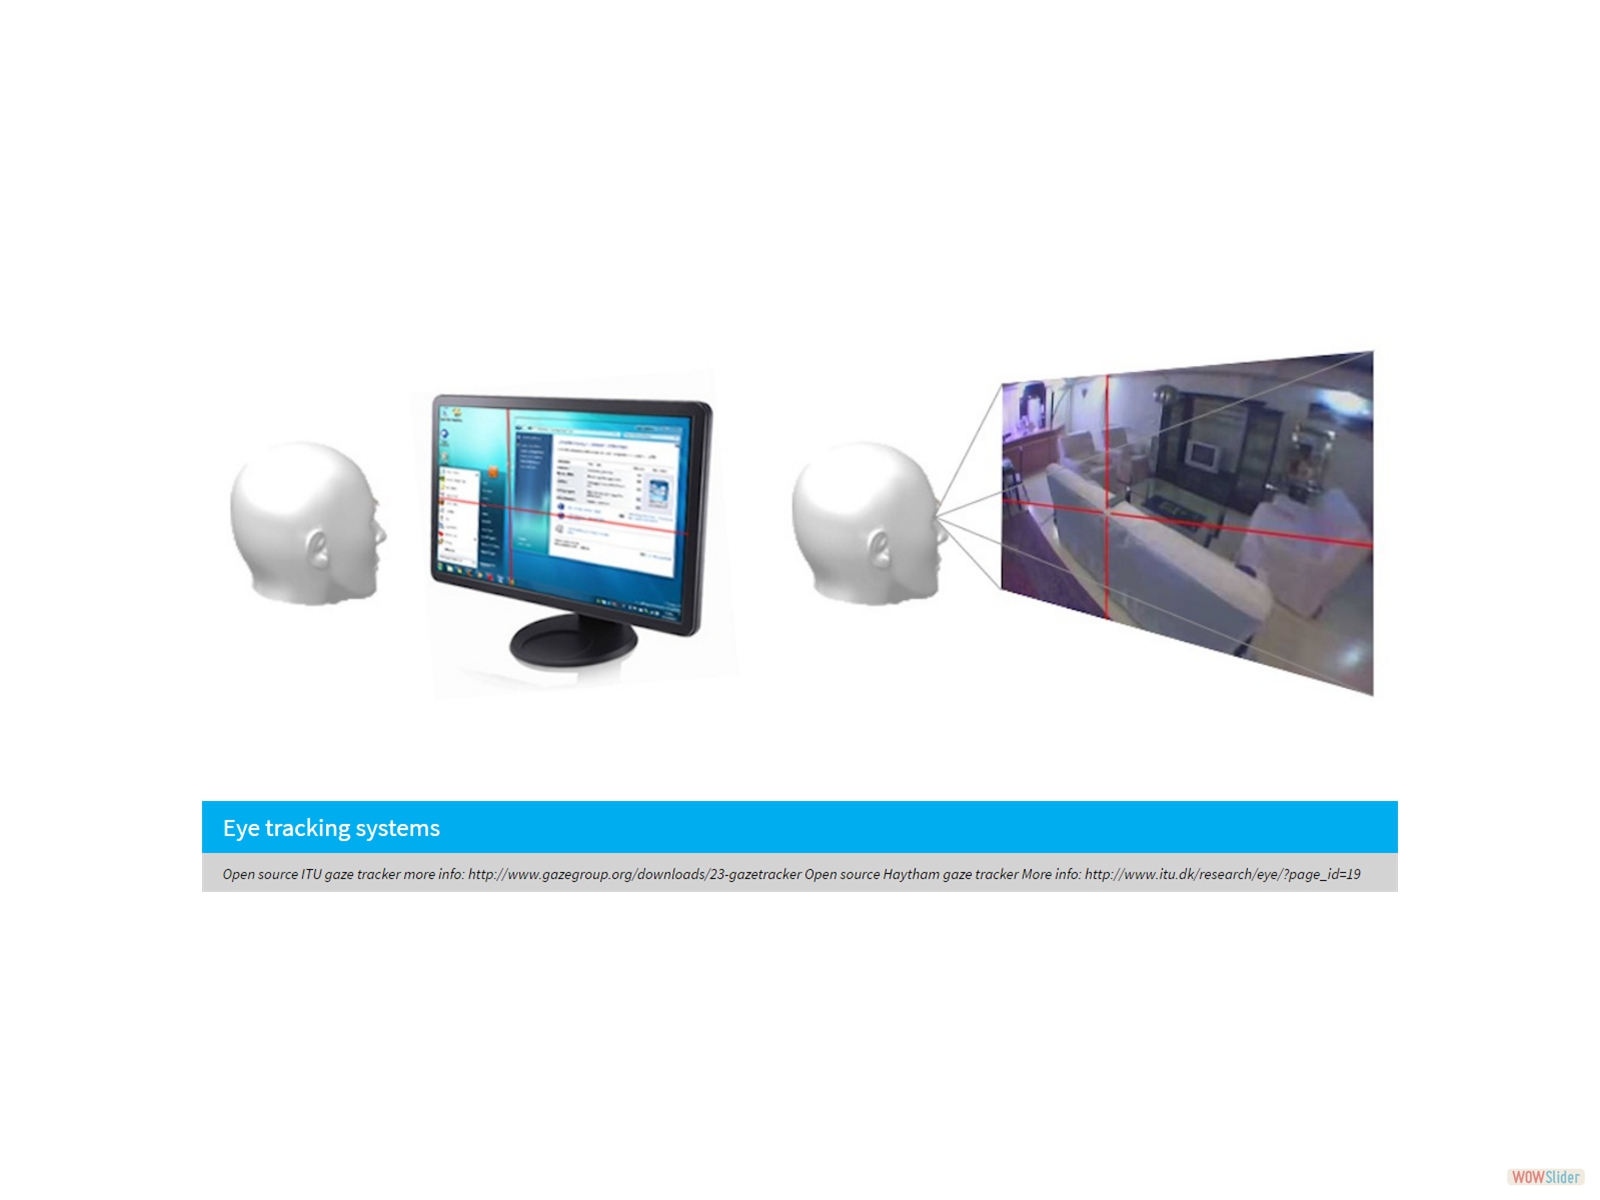 Eye tracking systems
Open source ITU gaze tracker more info: http://www.gazegroup.org/downloads/23-gazetracker Open source Haytham gaze tracker More info: http://www.itu.dk/research/eye/?page_id=19
WOWSlider